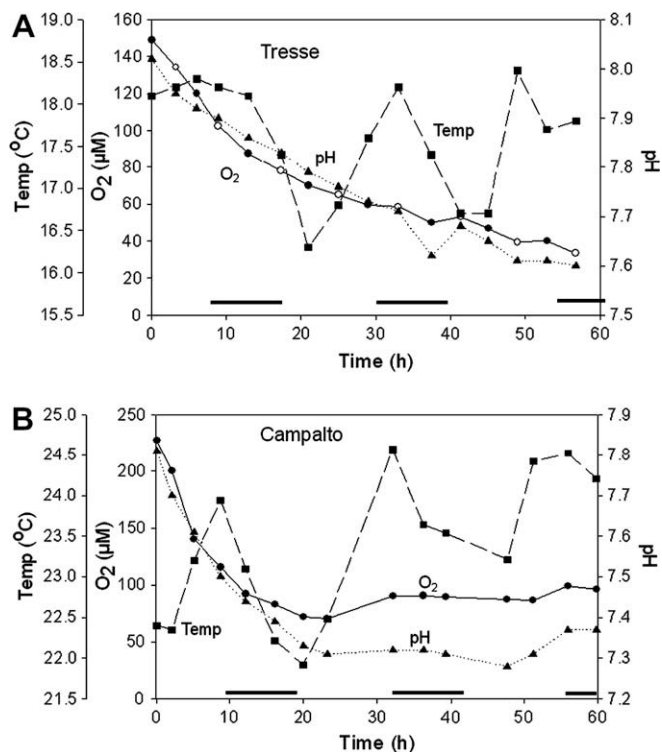 A
Tresse
Temp (°C)
19.0
18.5
18.0
17.5
17.0
16.5
16.0
15.5
O2 (µM)
160
140
120
100
80
60
40
20
0
pH
8.1
8.0
7.9
7.8
7.7
7.6
7.5
Temp
pH
O2
0 10 20 30 40 50 60
Time (h)
B
Campalto
Temp (°C)
25.0
24.5
24.0
23.5
23.0
22.5
22.0
21.5
O2 (µM)
250
200
150
100
50
0
pH
7.9
7.8
7.7
7.6
7.5
7.4
7.3
7.2
Temp
O2
pH
0 10 20 30 40 50 60
Time (h)